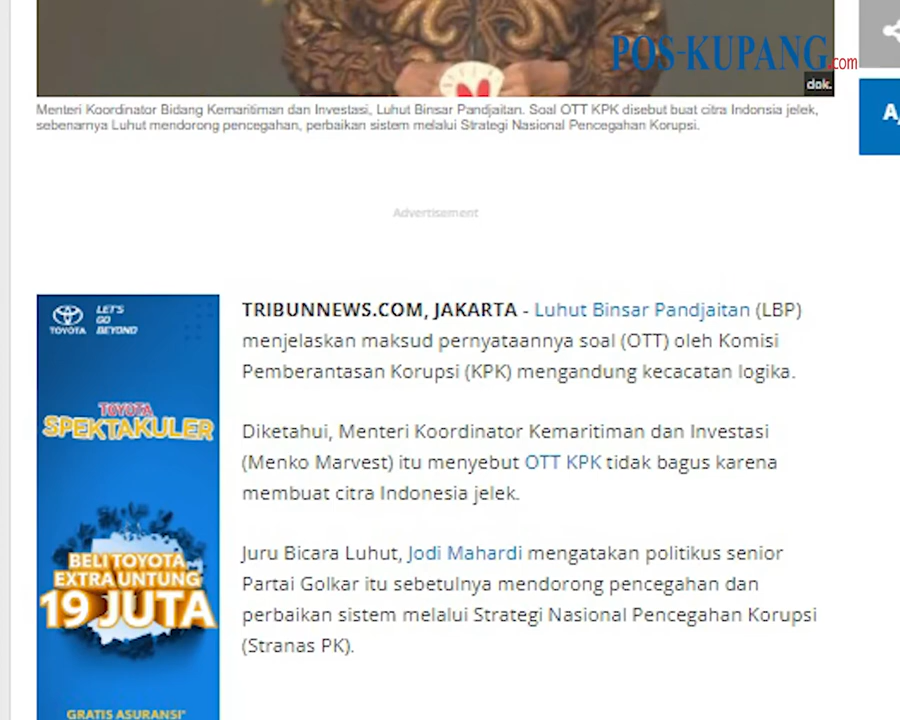 POS-KUPANG.com
dok.
Menteri Koordinator Bidang Kemaritiman dan Investasi, Luhut Binsar Pandjaitan. Soal OTT KPK disebut buat citra Indonsia jelek,
sebenarnya Luhut mendorong pencegahan, perbaikan sistem melalui Strategi Nasional Pencegahan Korupsi.
Advertisement
TOYOTA
LET'S
GO
BEYOND
TOYOTA
SPEKTAKULER
BELI TOYOTA
EXTRA UNTUNG
19 JUTA
GRATIS ASURANSI*
TRIBUNNEWS.COM, JAKARTA - Luhut Binsar Pandjaitan (LBP)
menjelaskan maksud pernyataannya soal (OTT) oleh Komisi
Pemberantasan Korupsi (KPK) mengandung kecacatan logika.
Diketahui, Menteri Koordinator Kemaritiman dan Investasi
(Menko Marvest) itu menyebut OTT KPK tidak bagus karena
membuat citra Indonesia jelek.
Juru Bicara Luhut, Jodi Mahardi mengatakan politikus senior
Partai Golkar itu sebetulnya mendorong pencegahan dan
perbaikan sistem melalui Strategi Nasional Pencegahan Korupsi
(Stranas PK).